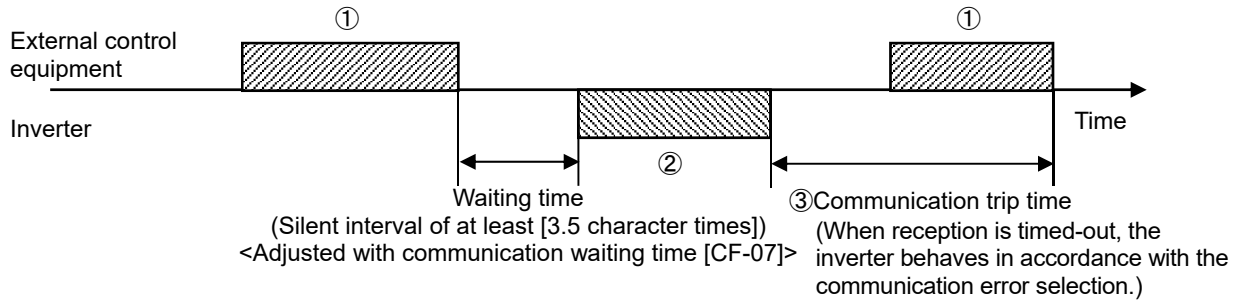 ① ①
External control
equipment
Inverter
Time
②
Waiting time
(Silent interval of at least [3.5 character times])
<Adjusted with communication waiting time [CF-07]>
③Communication trip time
(When reception is timed-out, the
inverter behaves in accordance with the
communication error selection.)